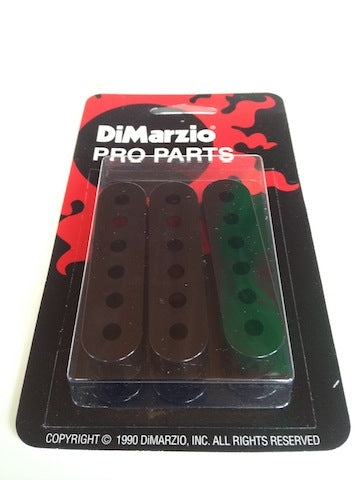 DiMarzio®
PRO PARTS
COPYRIGHT © 1990 DiMARZIO, INC. ALL RIGHTS RESERVED